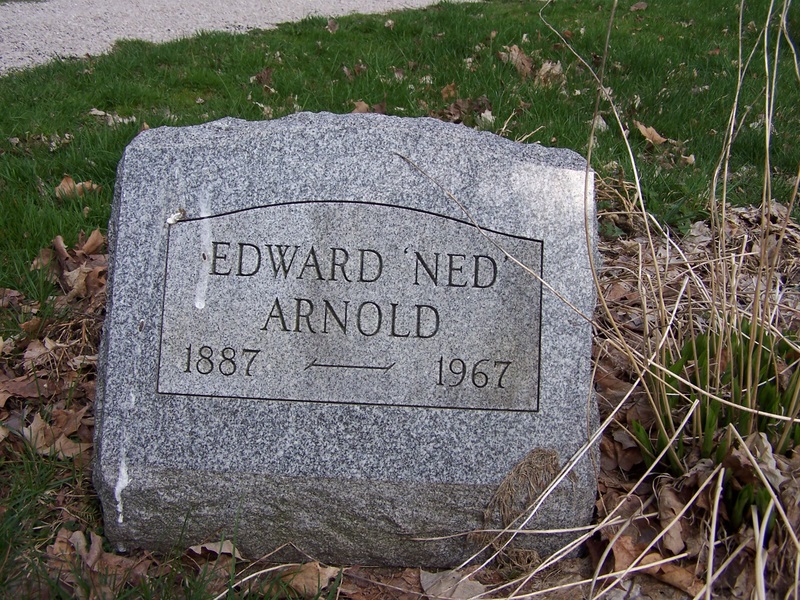 EDWARD 'NED'
ARNOLD
1887 — 1967